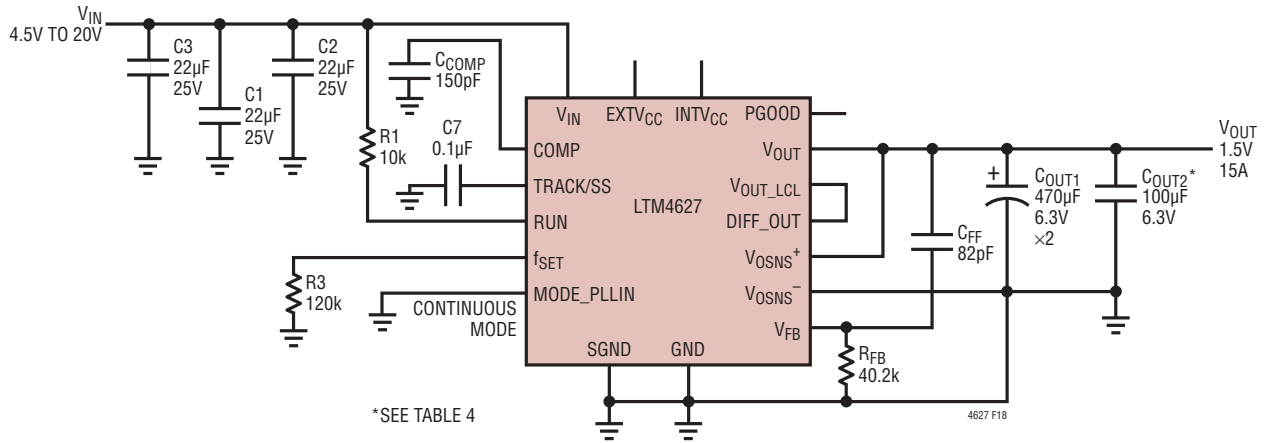 VIN
4.5V TO 20V
C3
22µF
25V
C1
22µF
25V
C2
22µF
25V
R1
10k
CCOMP
150pF
C7
0.1µF
VIN
EXTVCC
INTVCC
PGOOD
COMP
TRACK/SS
RUN
fSET
MODE_PLLIN
LTM4627
VOUT
VOUT_LCL
DIFF_OUT
VOSNS+
VOSNS–
VFB
SGND
GND
R3
120k
CONTINUOUS
MODE
CFF
82pF
RFB
40.2k
+
COUT1
470µF
6.3V
×2
COUT2*
100µF
6.3V
VOUT
1.5V
15A
*SEE TABLE 4
4627 F18